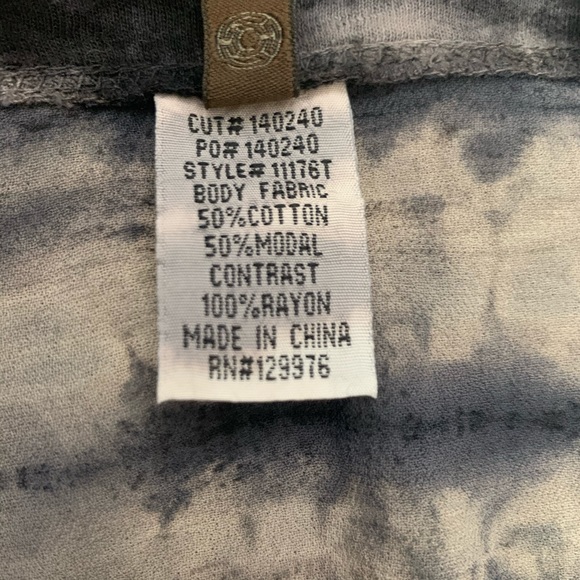 CUT# 140240
PO# 140240
STYLE# 11176T
BODY FABRIC
50%COTTON
50%MODAL
CONTRAST
100%RAYON
MADE IN CHINA
RN#129976